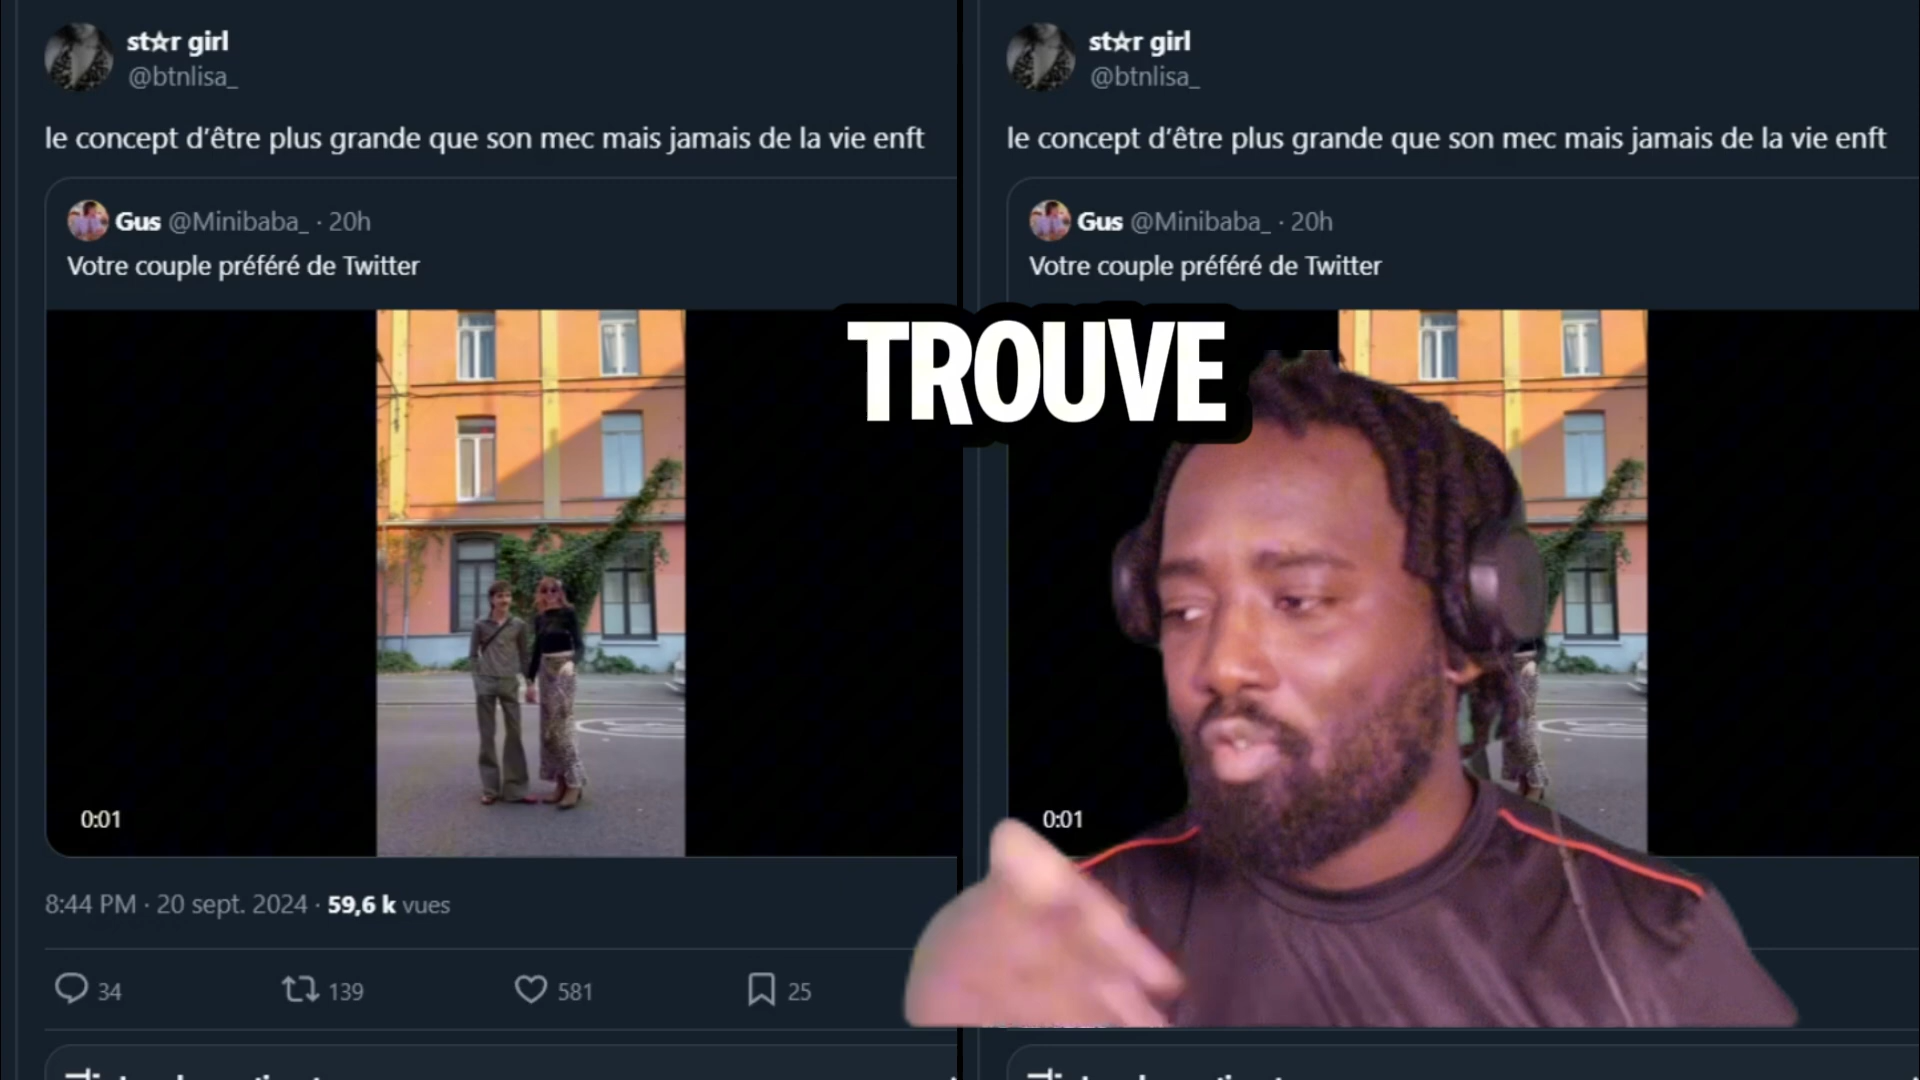 st☆r girl
@btnlisa_
le concept d'être plus grande que son mec mais jamais de la vie enft
Gus @Minibaba_ · 20h
Votre couple préféré de Twitter
0:01
8:44 PM · 20 sept. 2024 · 59,6 k vues
34 139 581 25
TROUVE
st☆r girl
@btnlisa_
le concept d'être plus grande que son mec mais jamais de la vie enft
Gus @Minibaba_ · 20h
Votre couple préféré de Twitter
0:01